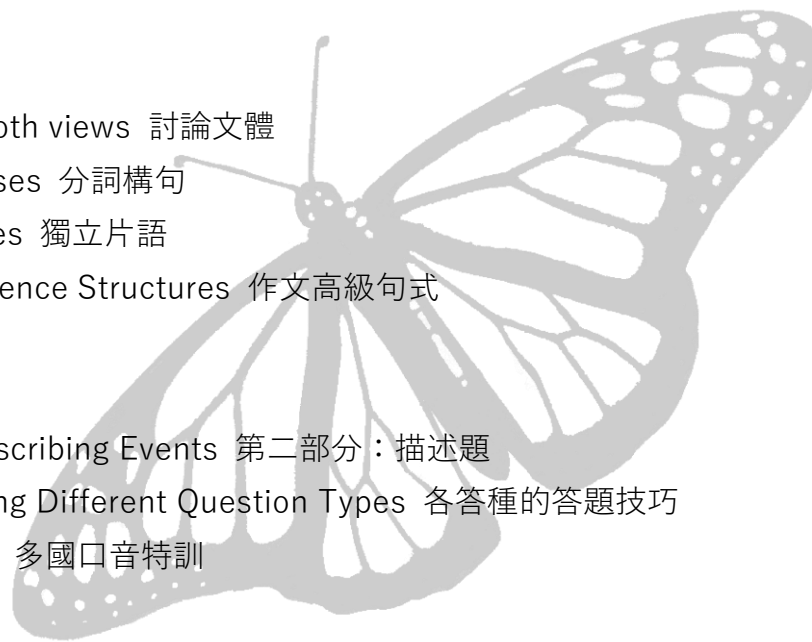 oth views 討論文體
ses 分詞構句
es 獨立片語
ence Structures 作文高級句式
scribing Events 第二部分：描述題
ng Different Question Types 各答種的答題技巧
多國口音特訓